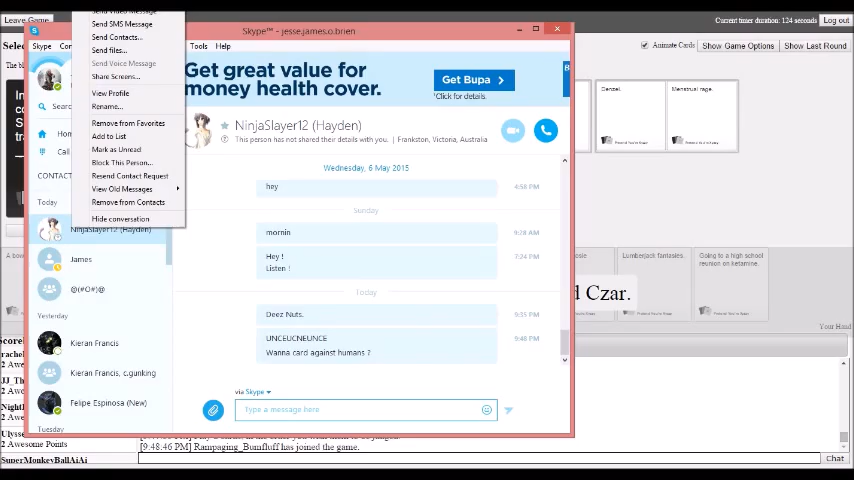 Leave Game
Send Video Message
Current timer duration: 124 seconds
Log out
Send SMS Message
Send Contacts...
Send files...
Send Voice Message
Share Screens...
View Profile
Rename...
Remove from Favorites
Add to List
Mark as Unread
Block This Person...
Resend Contact Request
View Old Messages
Remove from Contacts
Hide conversation
Skype™ - jesse.james.o.brien
Skype
Tools
Help
Animate Cards
Show Game Options
Show Last Round
Get great value for
money health cover.
Get Bupa
*Click for details.
NinjaSlayer12 (Hayden)
This person has not shared their details with you. | Frankston, Victoria, Australia
Denzel.
Menstrual rage.
CONTACT
Today
NinjaSlayer12 (Hayden)
James
@(#O#)@
Yesterday
Kieran Francis
Kieran Francis, c.gunking
Felipe Espinosa (New)
Tuesday
Wednesday, 6 May 2015
hey
4:58 PM
Sunday
mornin
9:28 AM
Hey !
Listen !
7:24 PM
Today
Deez Nuts.
9:35 PM
UNCEUCNEUNCE
Wanna card against humans ?
9:48 PM
via Skype
Type a message here
Lumberjack fantasies.
Going to a high school
reunion on ketamine.
d Czar.
Your Hand
2 Awesome Points
[9:48:46 PM] Rampaging_Bumfluff has joined the game.
SuperMonkeyBallAiAi
Chat